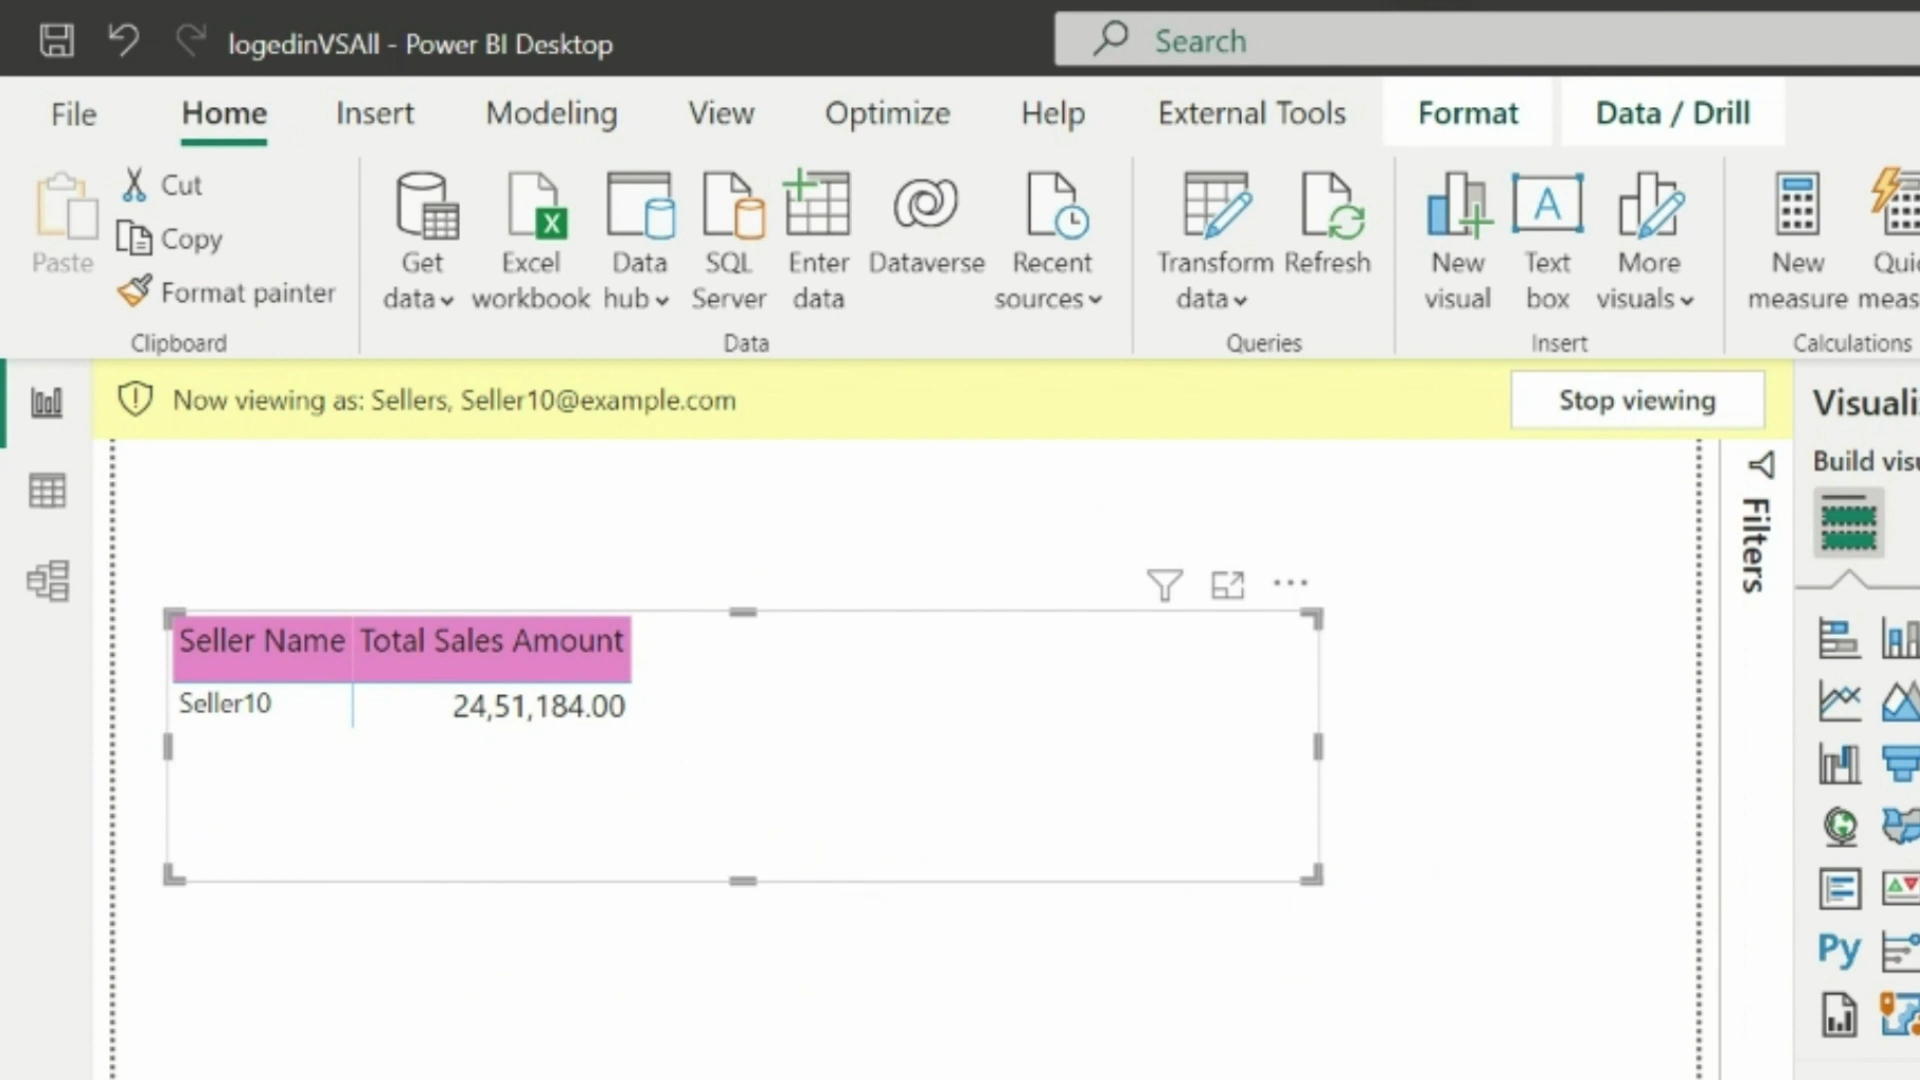 logedinVSAll - Power BI Desktop
Search
File Home Insert Modeling View Optimize Help External Tools Format Data / Drill
Paste
Cut
Copy
Format painter
Clipboard
Get data
Excel workbook
Data hub
SQL Server
Enter data
Dataverse
Recent sources
Data
Transform data
Refresh
Queries
New visual
Text box
More visuals
Insert
New measure
Calculations
Now viewing as: Sellers, Seller10@example.com
Stop viewing
Filters
Seller Name Total Sales Amount
Seller10 24,51,184.00
Py